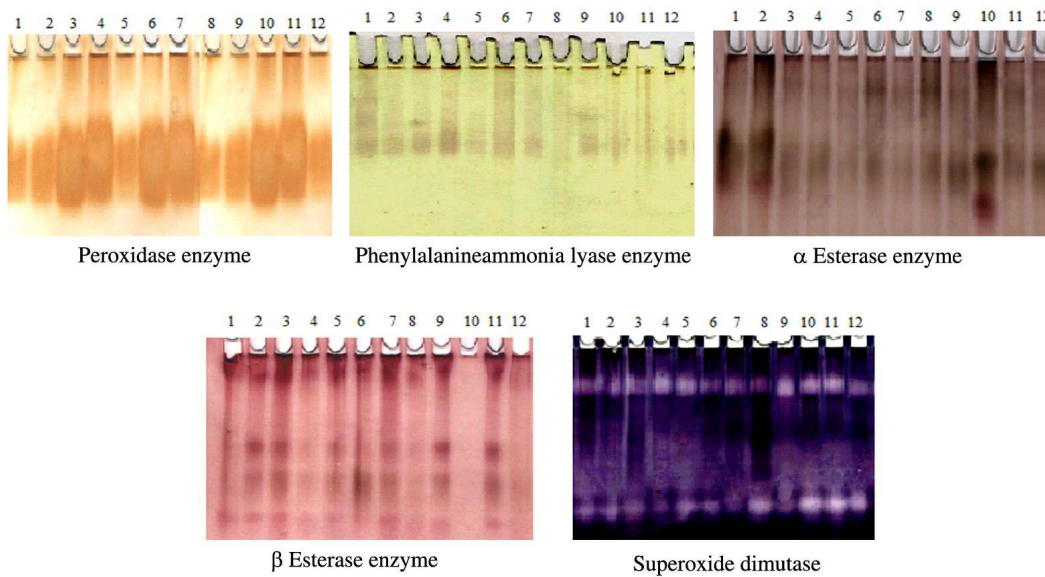 1 2 3 4 5 6 7 8 9 10 11 12
1 2 3 4 5 6 7 8 9 10 11 12
1 2 3 4 5 6 7 8 9 10 11 12
Peroxidase enzyme
Phenylalanineammonia lyase enzyme
α Esterase enzyme
1 2 3 4 5 6 7 8 9 10 11 12
1 2 3 4 5 6 7 8 9 10 11 12
β Esterase enzyme
Superoxide dimutase